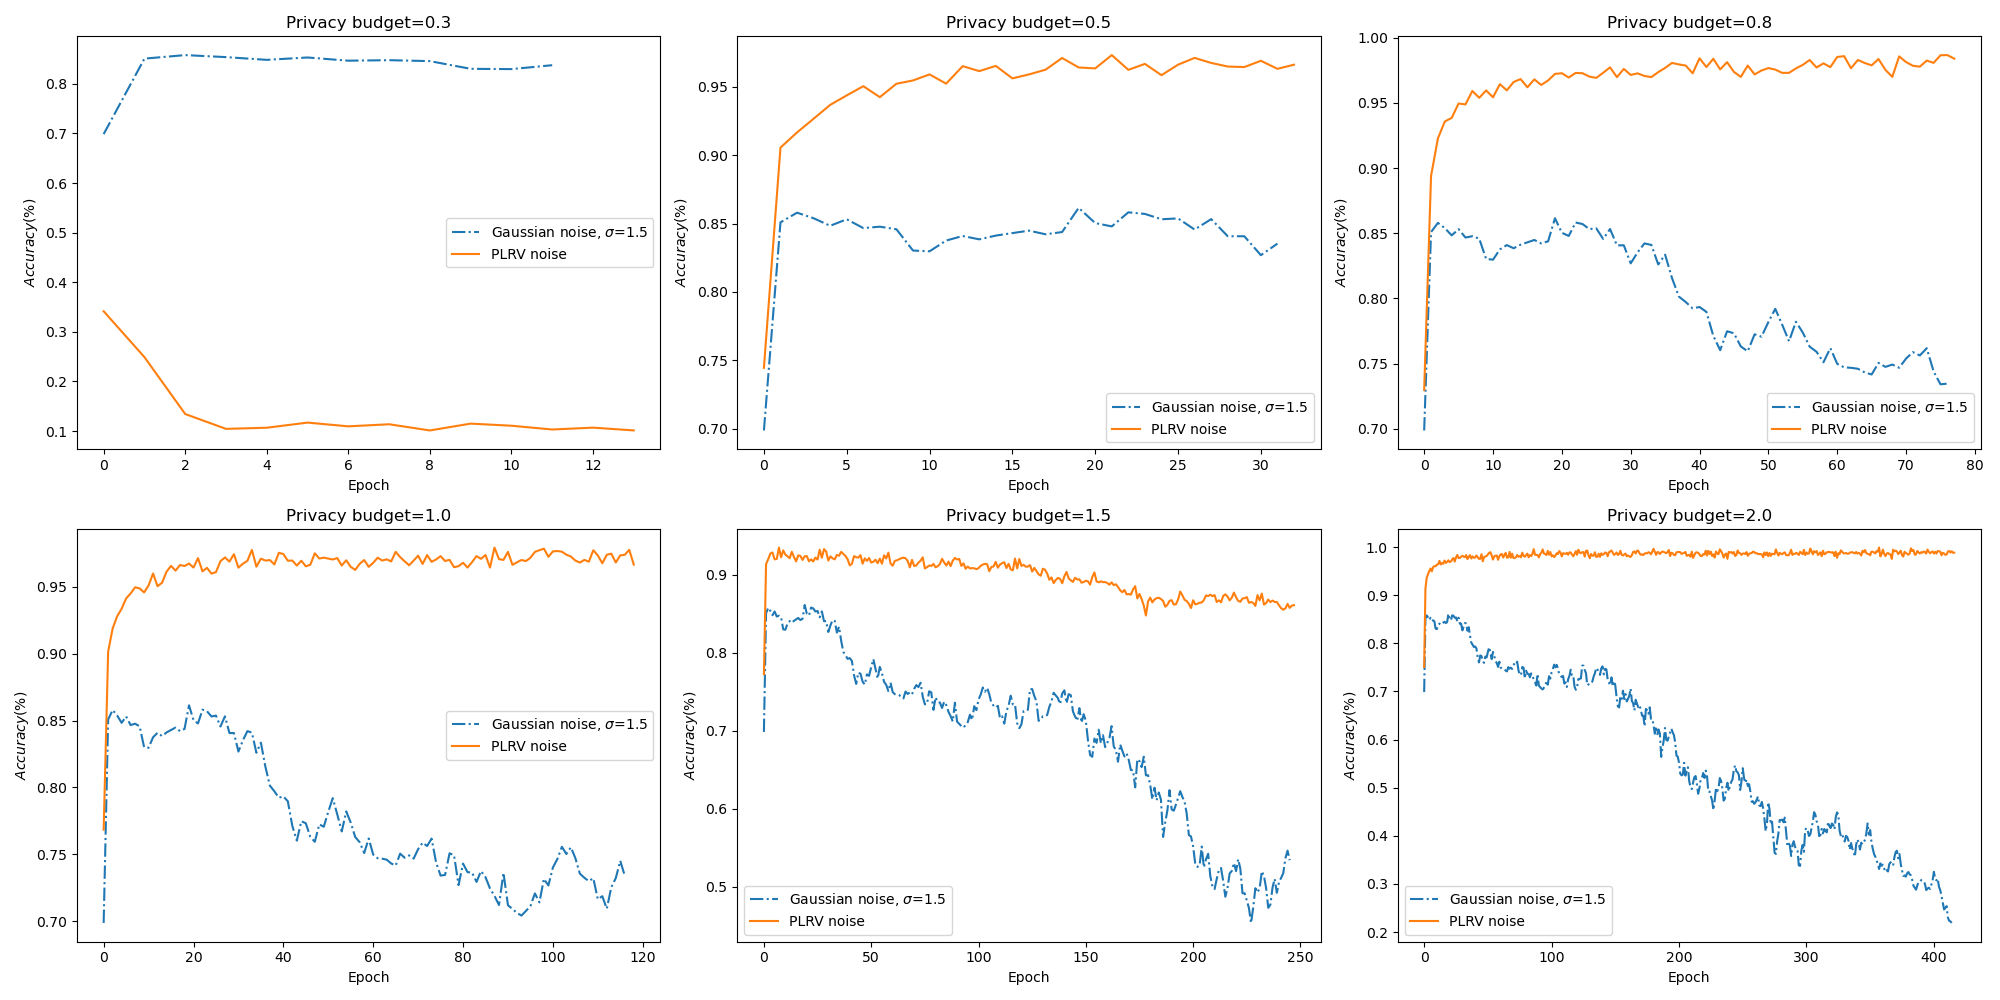 Privacy budget=0.3
Accuracy(%)
0.8
0.7
0.6
0.5
0.4
0.3
0.2
0.1
Gaussian noise, σ=1.5
PLRV noise
0 2 4 6 8 10 12
Epoch
Privacy budget=0.5
Accuracy(%)
0.95
0.90
0.85
0.80
0.75
0.70
Gaussian noise, σ=1.5
PLRV noise
0 5 10 15 20 25 30
Epoch
Privacy budget=0.8
Accuracy(%)
1.00
0.95
0.90
0.85
0.80
0.75
0.70
Gaussian noise, σ=1.5
PLRV noise
0 10 20 30 40 50 60 70 80
Epoch
Privacy budget=1.0
Accuracy(%)
0.95
0.90
0.85
0.80
0.75
0.70
Gaussian noise, σ=1.5
PLRV noise
0 20 40 60 80 100 120
Epoch
Privacy budget=1.5
Accuracy(%)
0.9
0.8
0.7
0.6
0.5
Gaussian noise, σ=1.5
PLRV noise
0 50 100 150 200 250
Epoch
Privacy budget=2.0
Accuracy(%)
1.0
0.9
0.8
0.7
0.6
0.5
0.4
0.3
0.2
Gaussian noise, σ=1.5
PLRV noise
0 100 200 300 400
Epoch